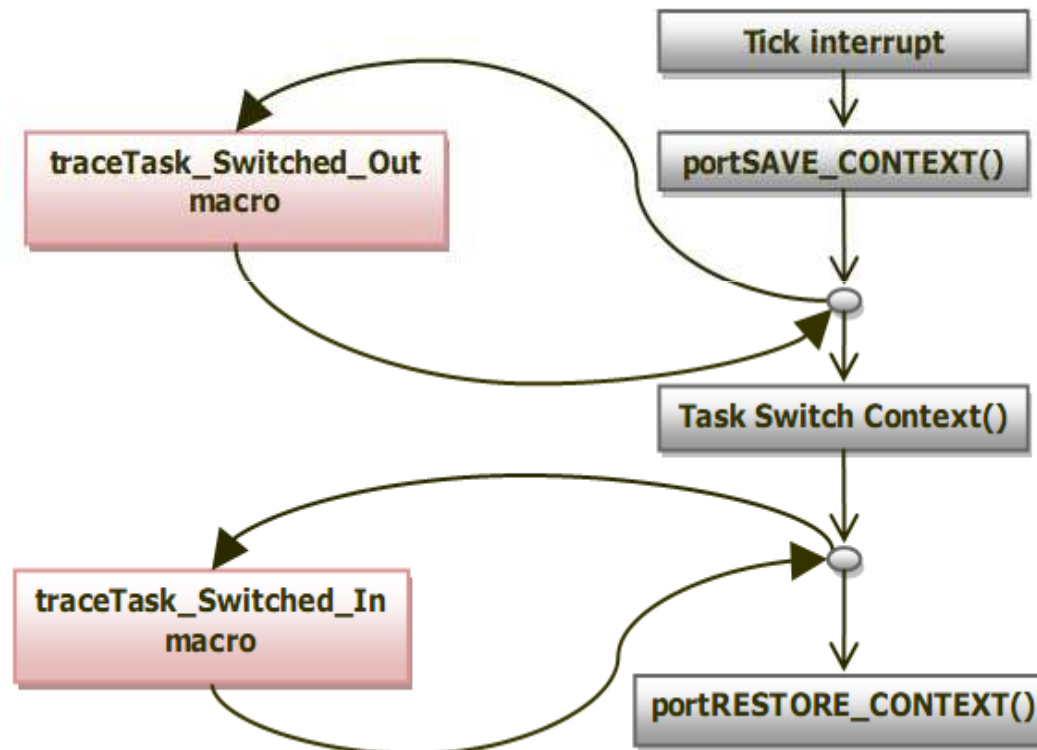 Tick interrupt
portSAVE_CONTEXT()
traceTask_Switched_Out
macro
Task Switch Context()
traceTask_Switched_In
macro
portRESTORE_CONTEXT()